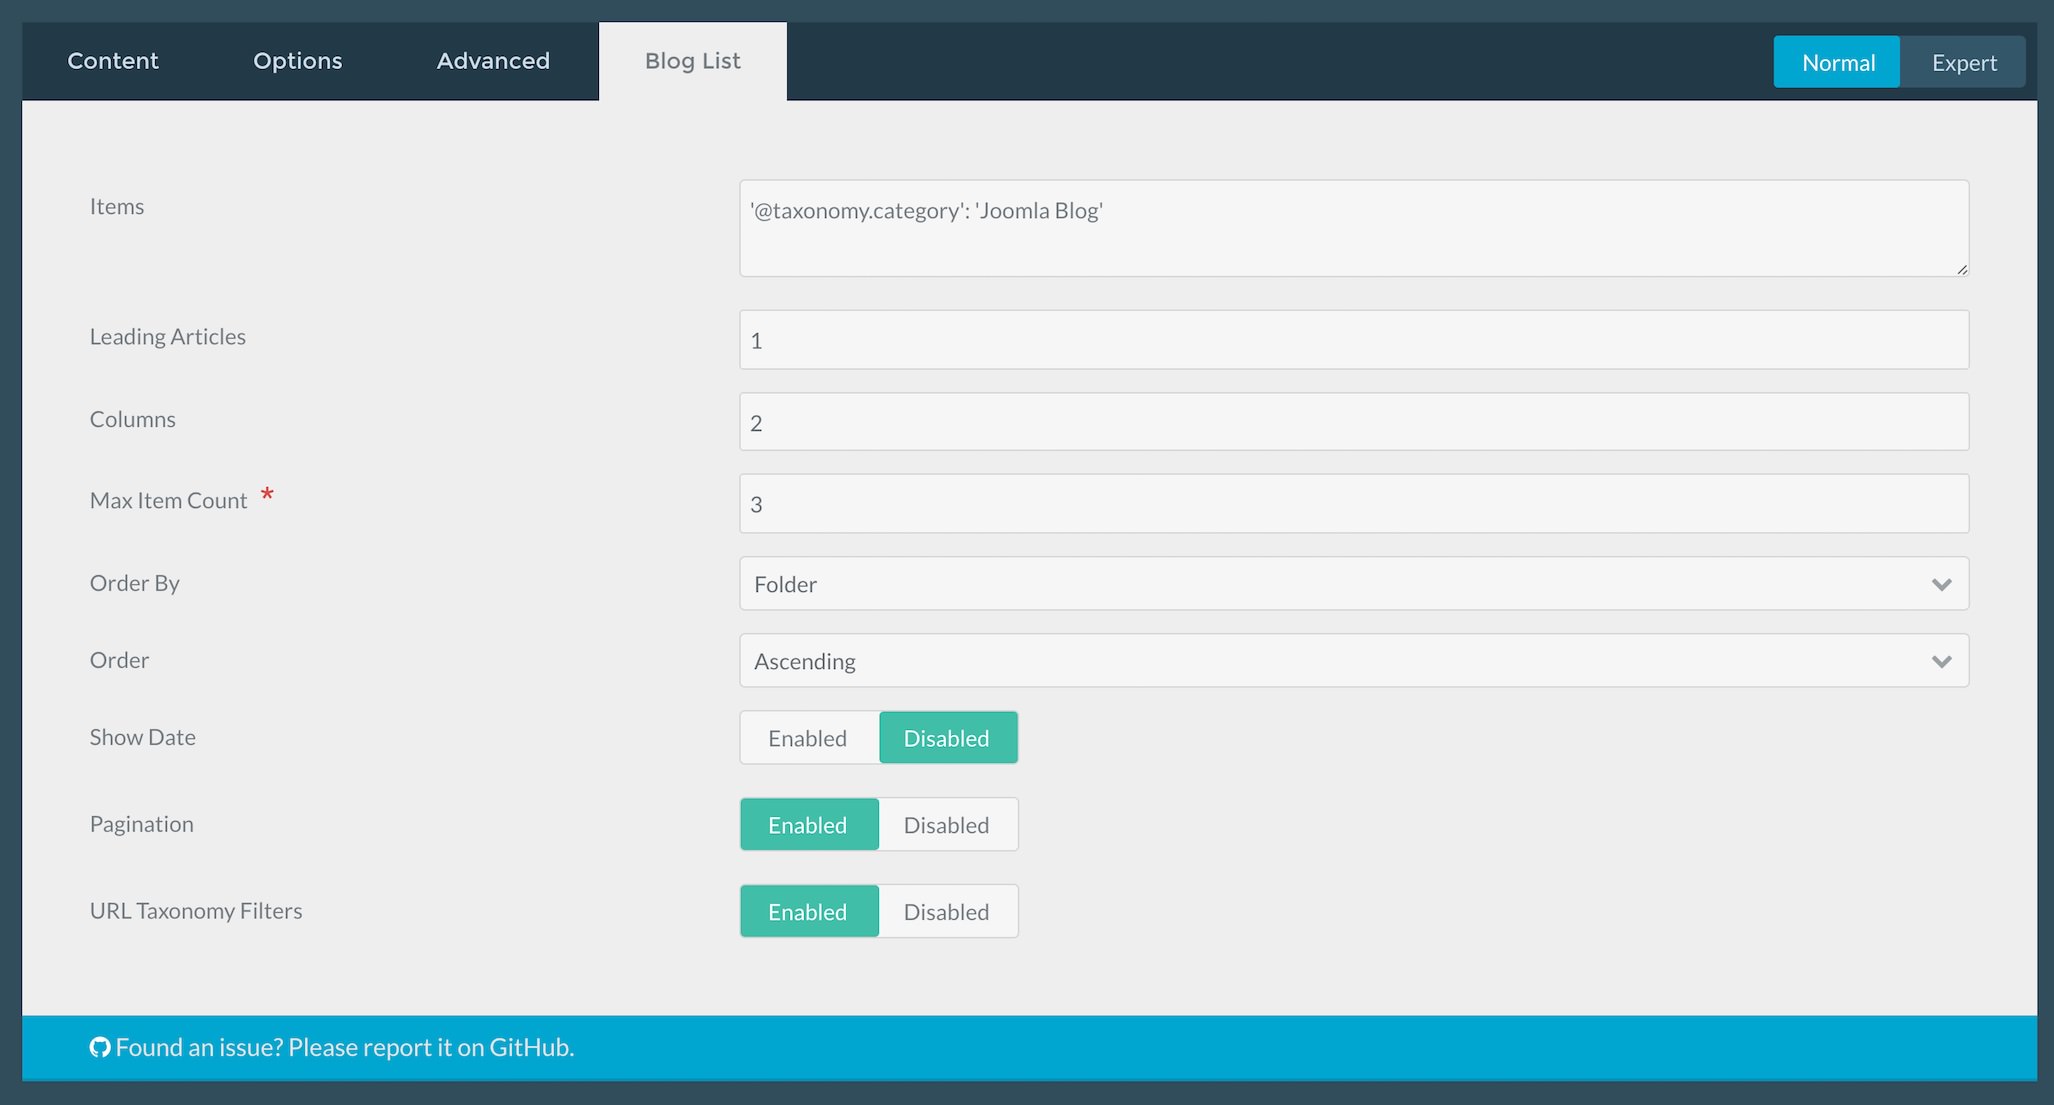 Content Options Advanced Blog List Normal Expert
Items '@taxonomy.category': 'Joomla Blog'
Leading Articles 1
Columns 2
Max Item Count * 3
Order By Folder
Order Ascending
Show Date Enabled Disabled
Pagination Enabled Disabled
URL Taxonomy Filters Enabled Disabled
Found an issue? Please report it on GitHub.